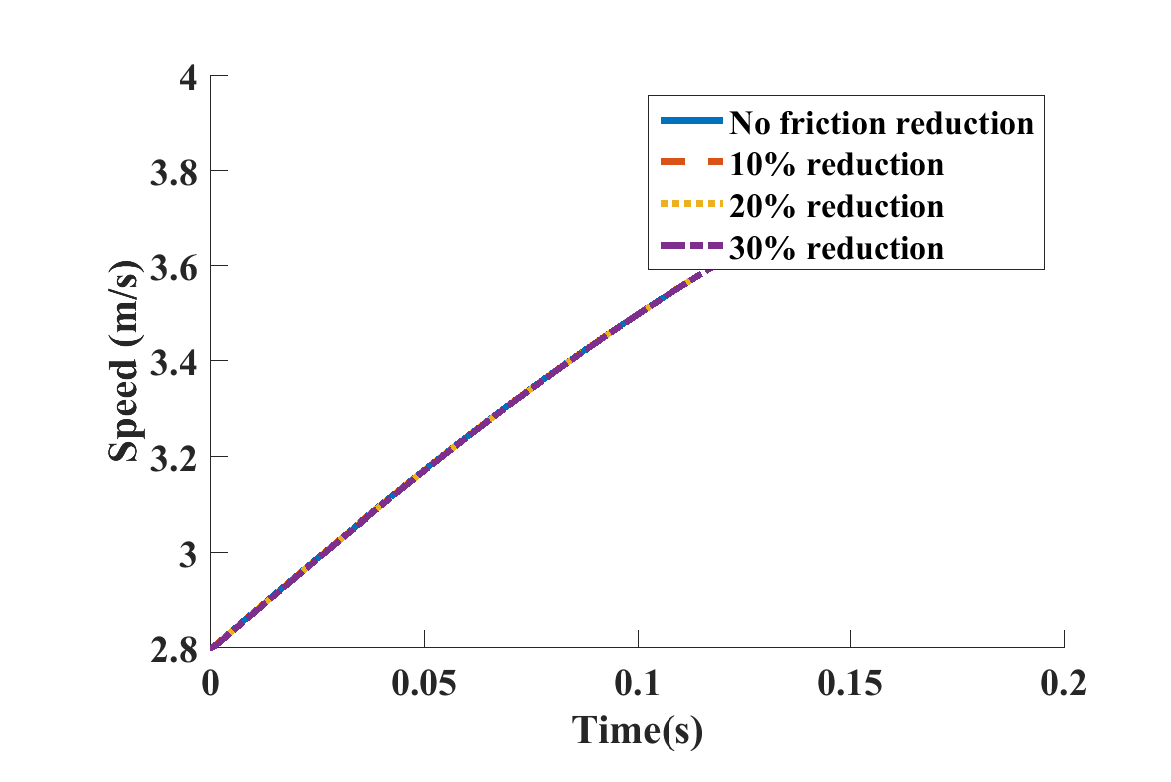 4
3.8
3.6
3.4
3.2
3
2.8
Speed (m/s)
No friction reduction
10% reduction
20% reduction
30% reduction
0 0.05 0.1 0.15 0.2
Time(s)